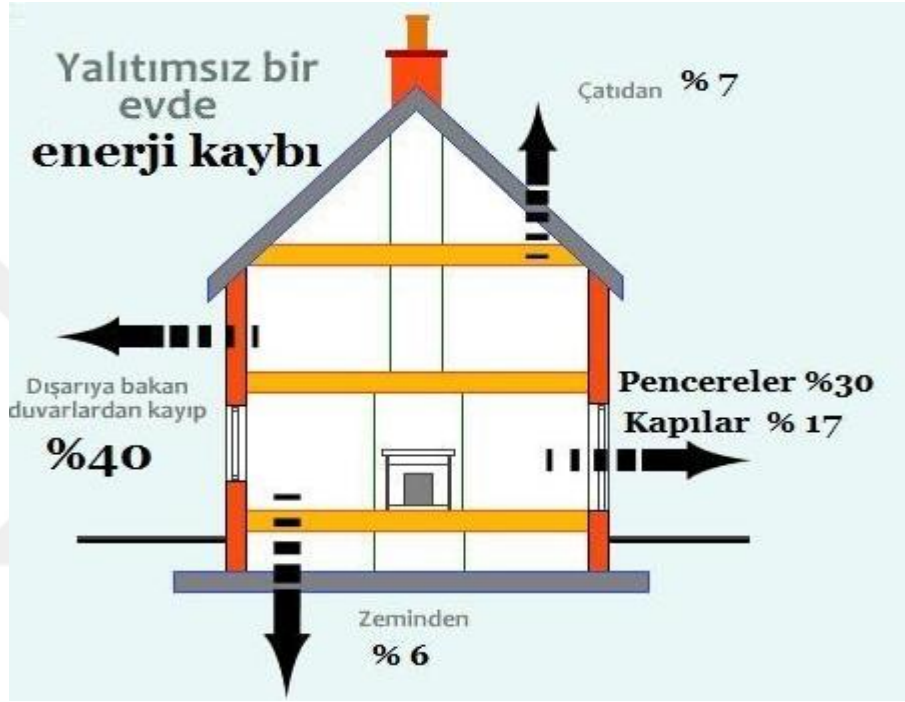 Yalıtımsız bir
evde
enerji kaybı
Çatıdan % 7
Dışarıya bakan
duvarlardan kayıp
%40
Pencereler %30
Kapılar % 17
Zeminden
% 6